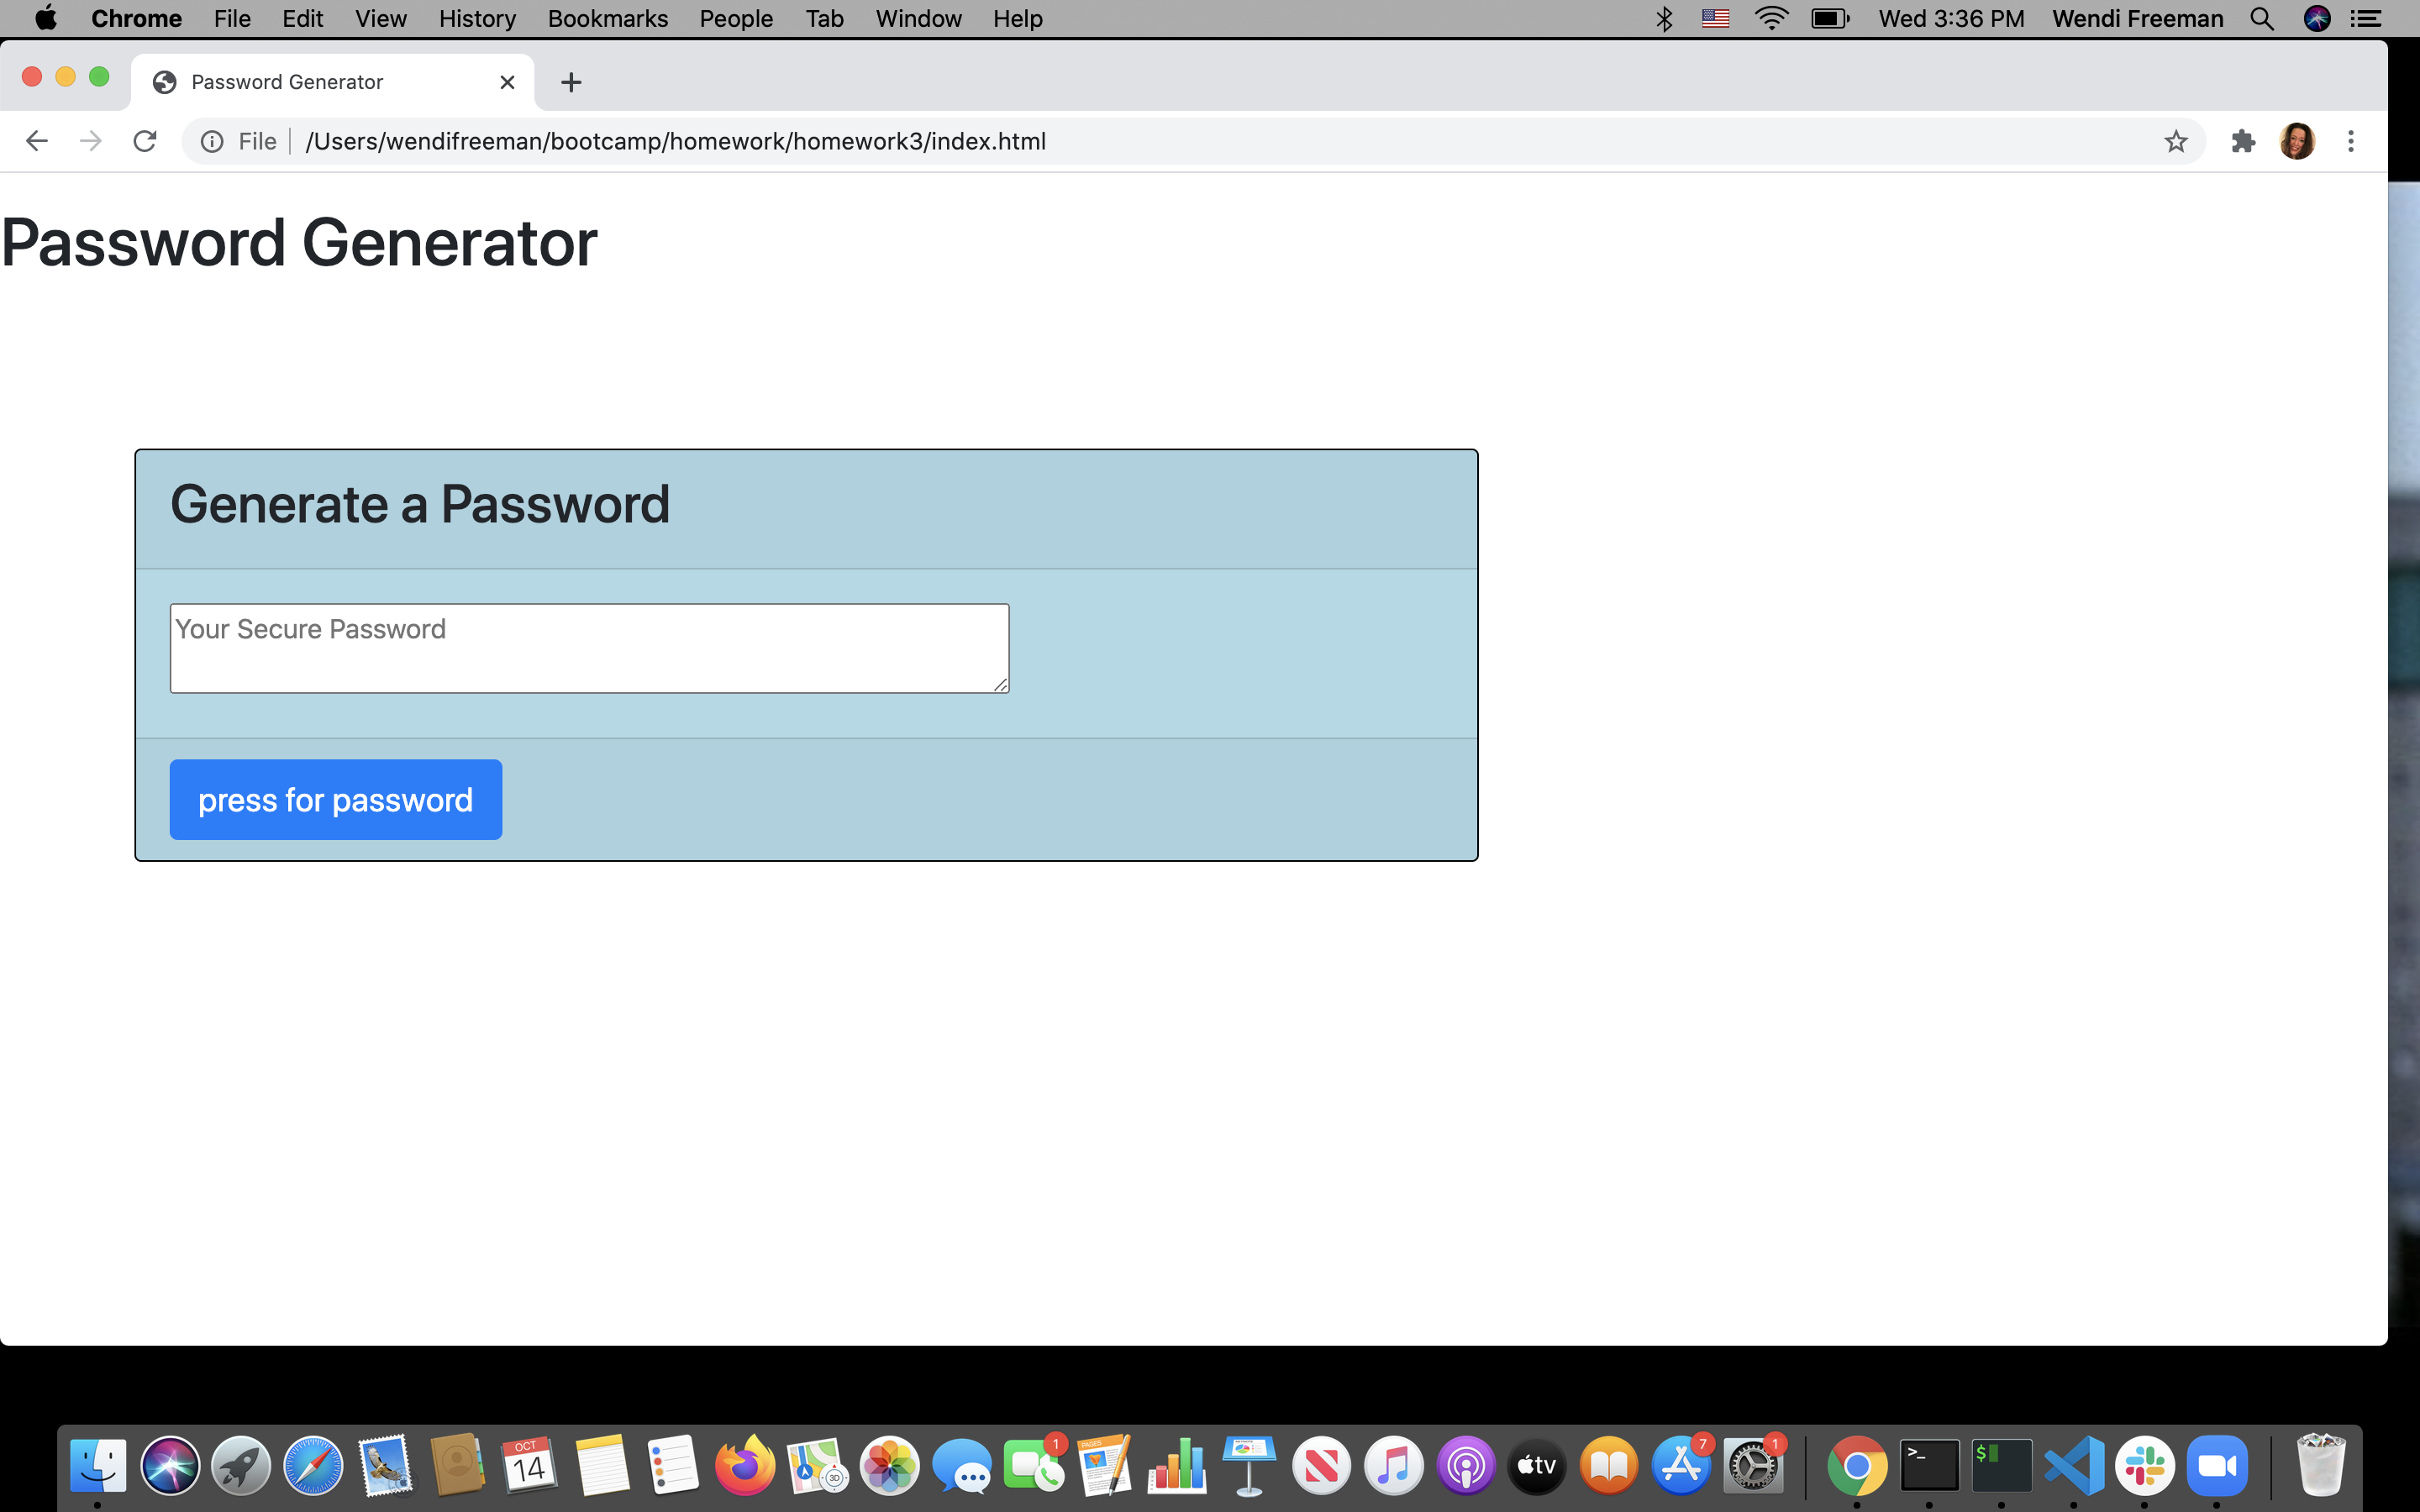 Chrome File Edit View History Bookmarks People Tab Window Help Wed 3:36 PM Wendi Freeman
Password Generator
File /Users/wendifreeman/bootcamp/homework/homework3/index.html
Password Generator
Generate a Password
Your Secure Password
press for password
1 7 1
OCT
14
3D
PAGES
tv
>_
$